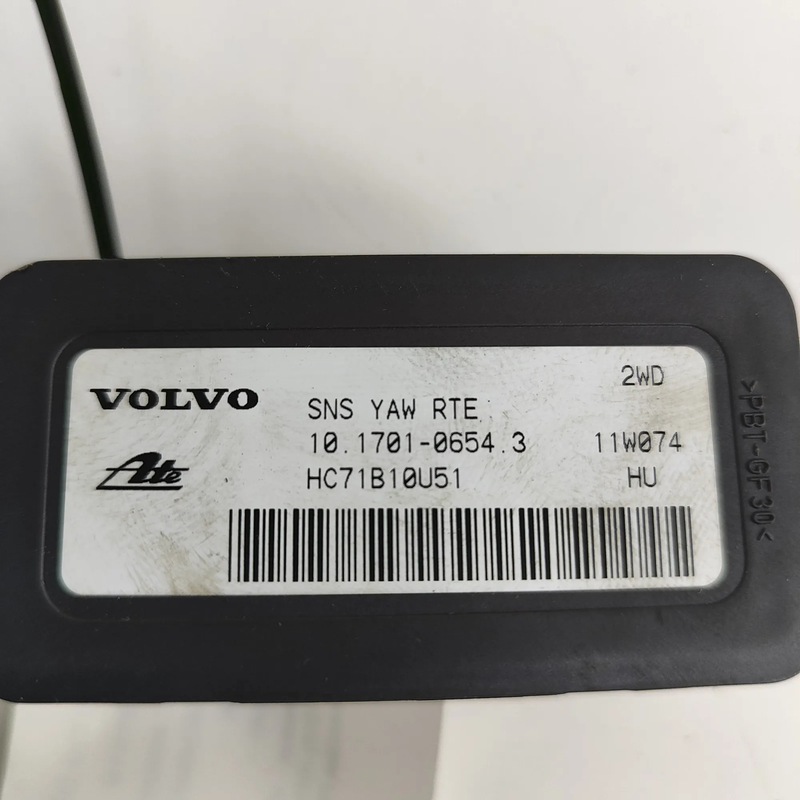 VOLVO
Ate
2WD
SNS YAW RTE
10.1701-0654.3 11W074
HC71B10U51 HU
>PBT-GF30<